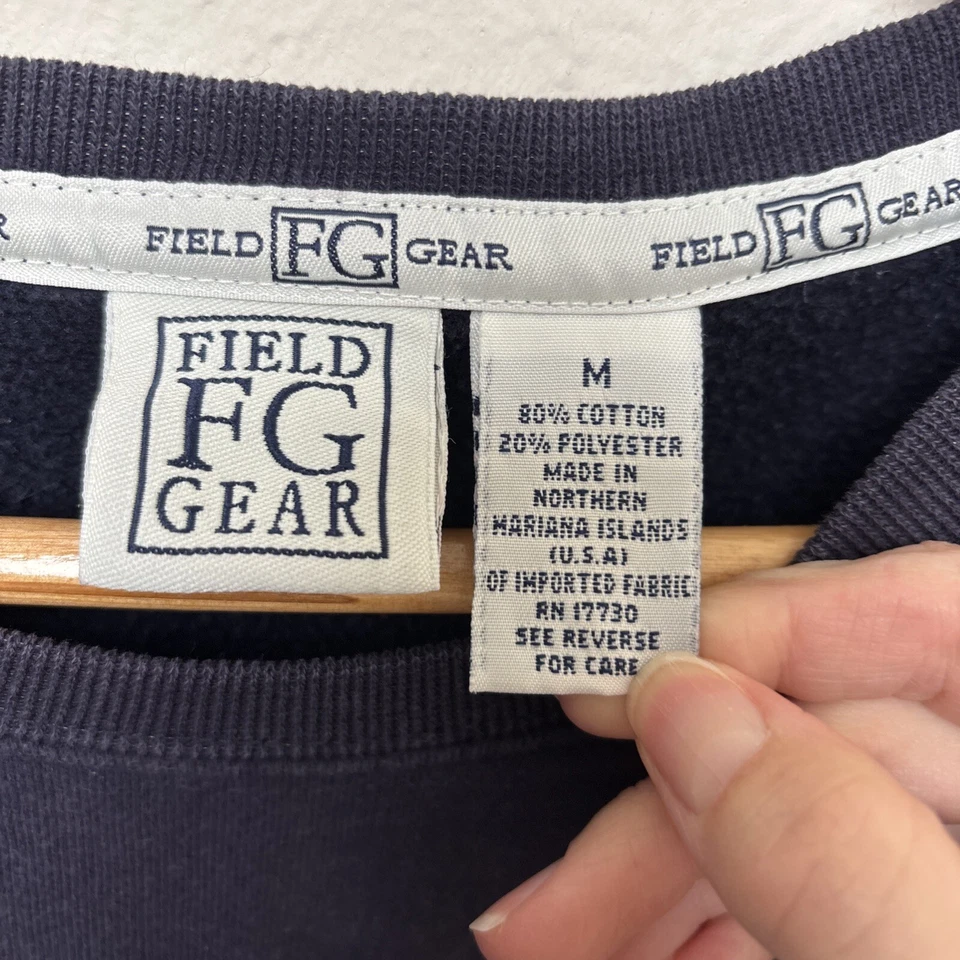 FIELD FG GEAR
FIELD FG GEAR
FIELD
FG
GEAR
M
80% COTTON
20% POLYESTER
MADE IN
NORTHERN
MARIANA ISLANDS
(U.S.A)
OF IMPORTED FABRIC
RN 17730
SEE REVERSE
FOR CARE